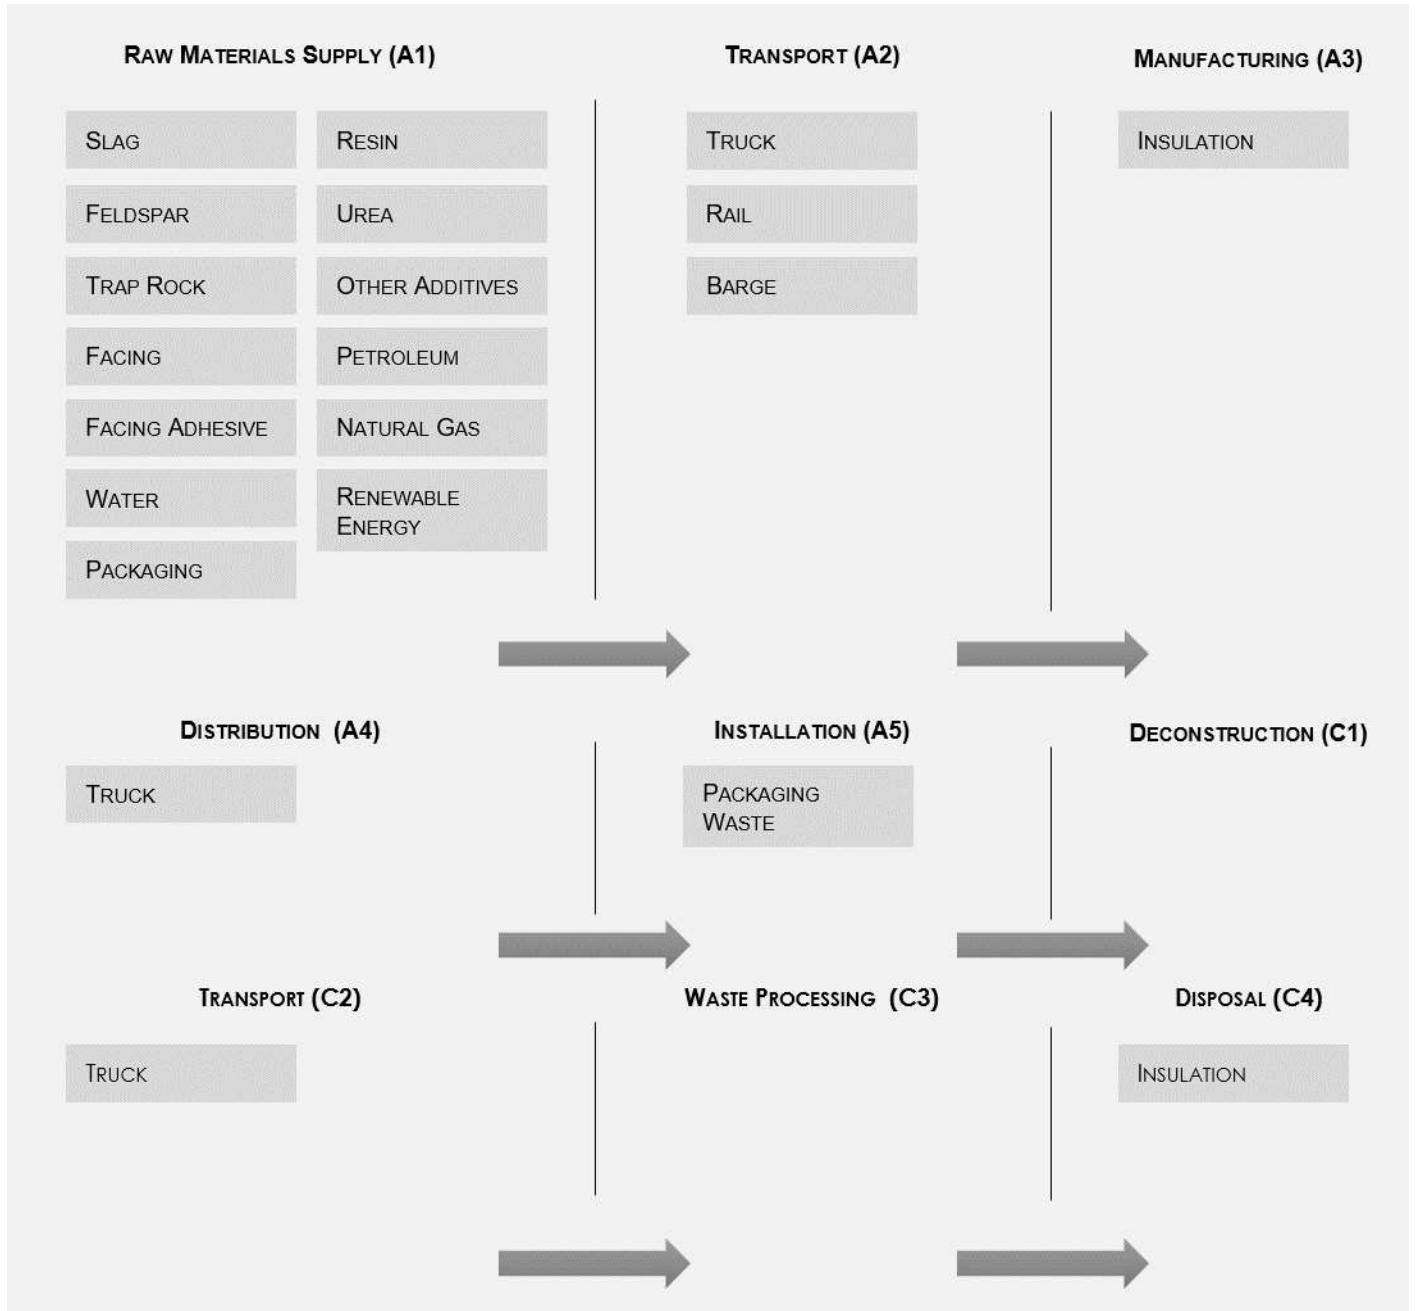 RAW MATERIALS SUPPLY (A1)
SLAG
FELDSPAR
TRAP ROCK
FACING
FACING ADHESIVE
WATER
PACKAGING
RESIN
UREA
OTHER ADDITIVES
PETROLEUM
NATURAL GAS
RENEWABLE
ENERGY
TRANSPORT (A2)
TRUCK
RAIL
BARGE
MANUFACTURING (A3)
INSULATION
DISTRIBUTION (A4)
TRUCK
INSTALLATION (A5)
PACKAGING
WASTE
DECONSTRUCTION (C1)
TRANSPORT (C2)
TRUCK
WASTE PROCESSING (C3)
DISPOSAL (C4)
INSULATION